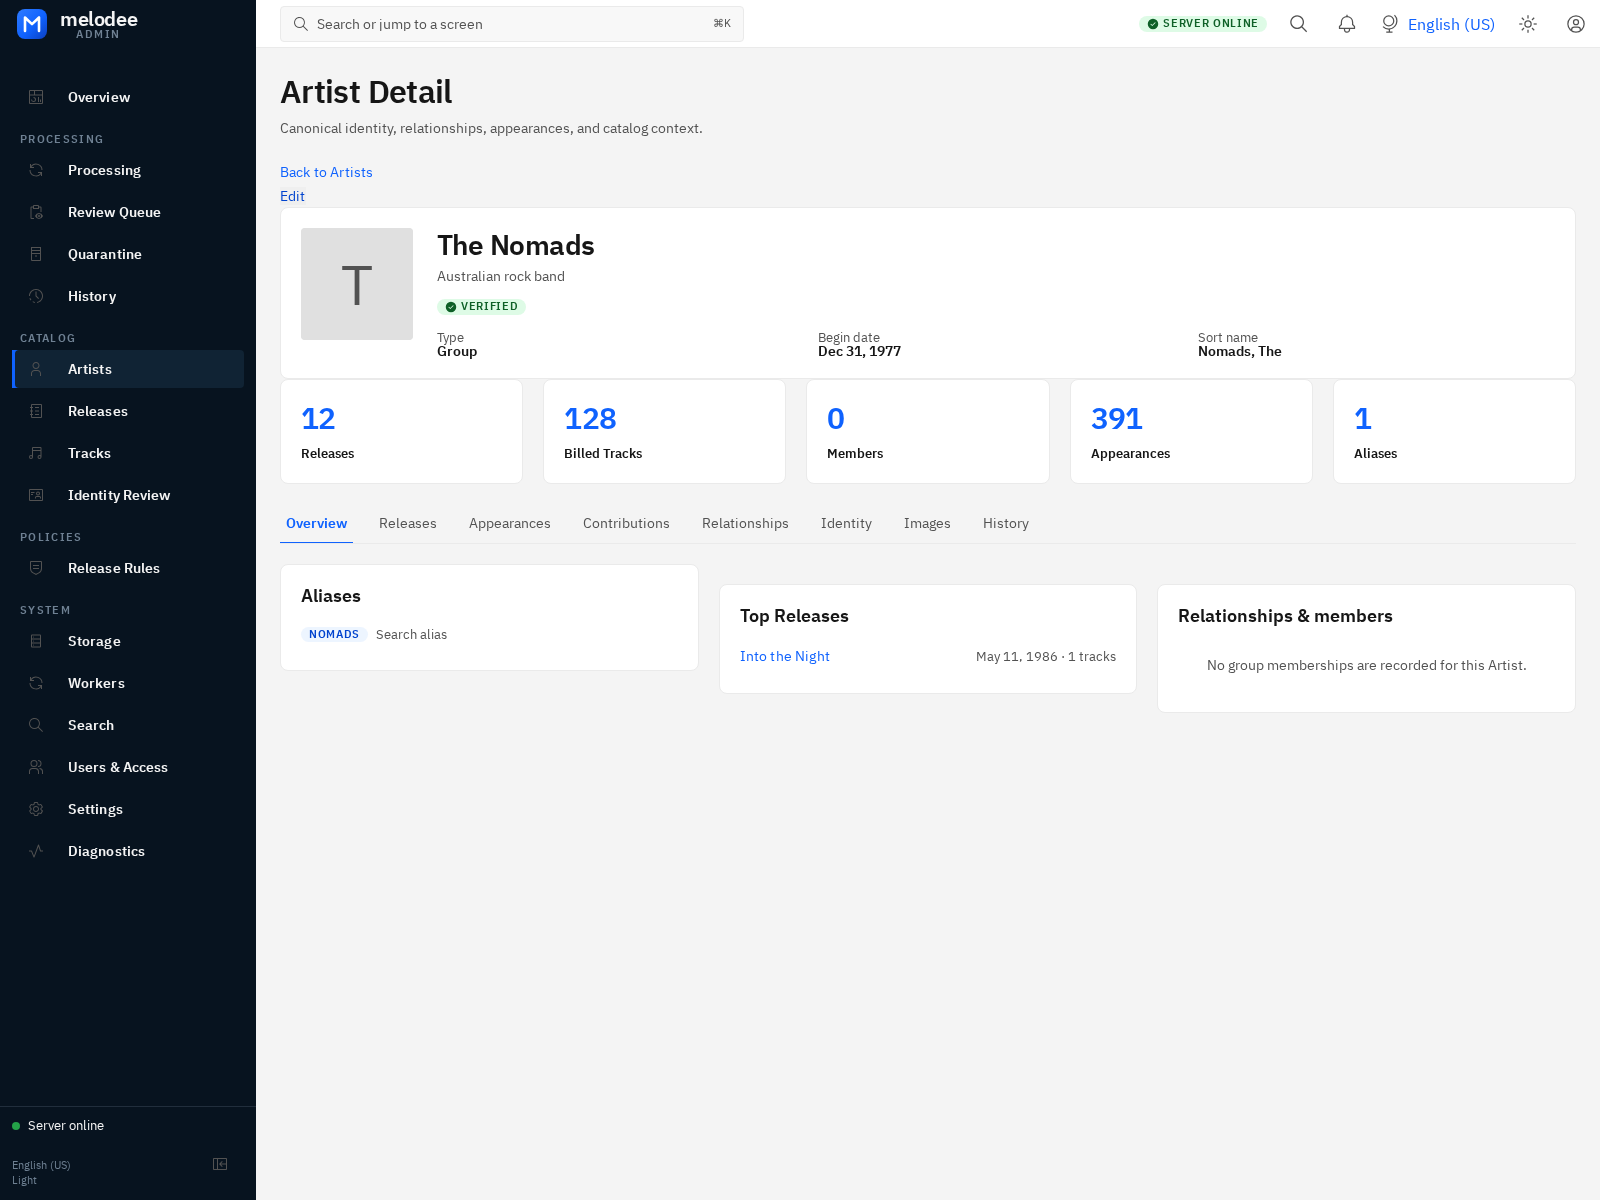 melodee
ADMIN
Overview
PROCESSING
Processing
Review Queue
Quarantine
History
CATALOG
Artists
Releases
Tracks
Identity Review
POLICIES
Release Rules
SYSTEM
Storage
Workers
Search
Users & Access
Settings
Diagnostics
Server online
English (US)
Light
Search or jump to a screen ⌘K
SERVER ONLINE
English (US)
Artist Detail
Canonical identity, relationships, appearances, and catalog context.
Back to Artists
Edit
T
The Nomads
Australian rock band
VERIFIED
Type
Group
Begin date
Dec 31, 1977
Sort name
Nomads, The
12
Releases
128
Billed Tracks
0
Members
391
Appearances
1
Aliases
Overview Releases Appearances Contributions Relationships Identity Images History
Aliases
NOMADS Search alias
Top Releases
Into the Night May 11, 1986 · 1 tracks
Relationships & members
No group memberships are recorded for this Artist.